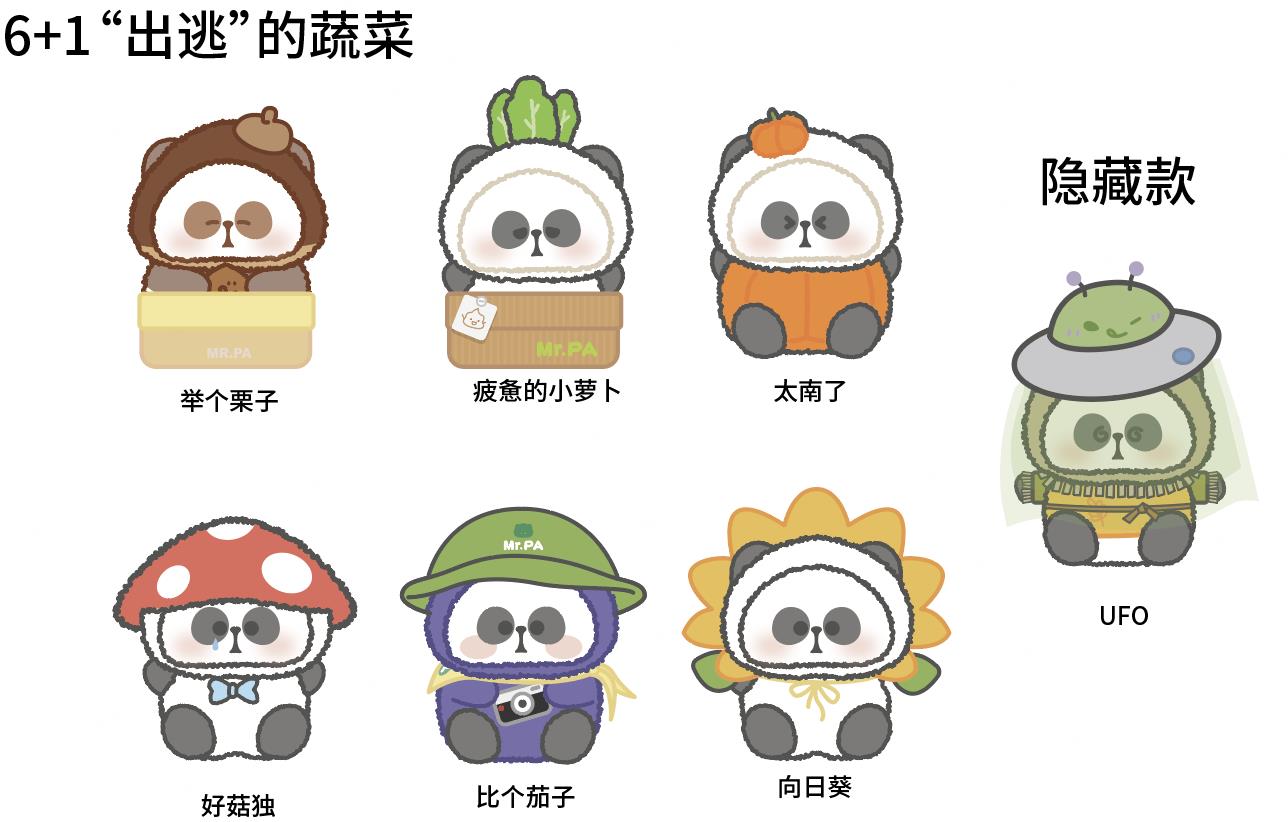 6+1“出逃”的蔬菜
隐藏款
MR.PA
Mr.PA
举个栗子
疲惫的小萝卜
太南了
Mr.PA
UFO
好菇独
比个茄子
向日葵